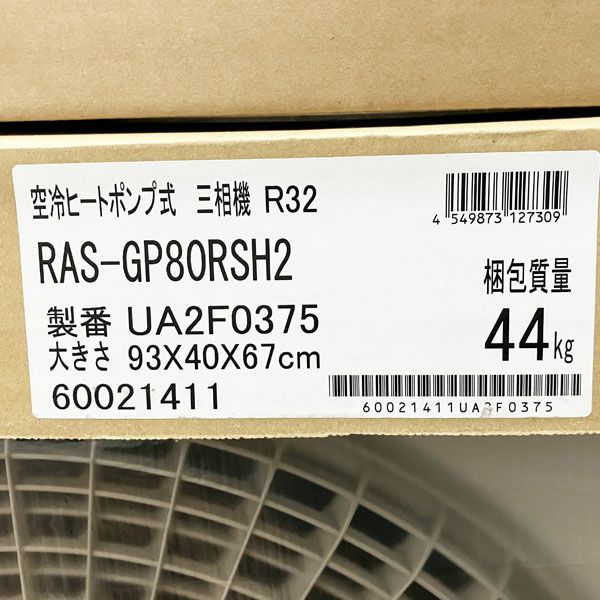 空冷ヒートポンプ式 三相機 R32
4 549873 127309
RAS-GP80RSH2
梱包質量
製番 UA2F0375
44kg
大きさ 93X40X67cm
60021411
60021411UA2F0375